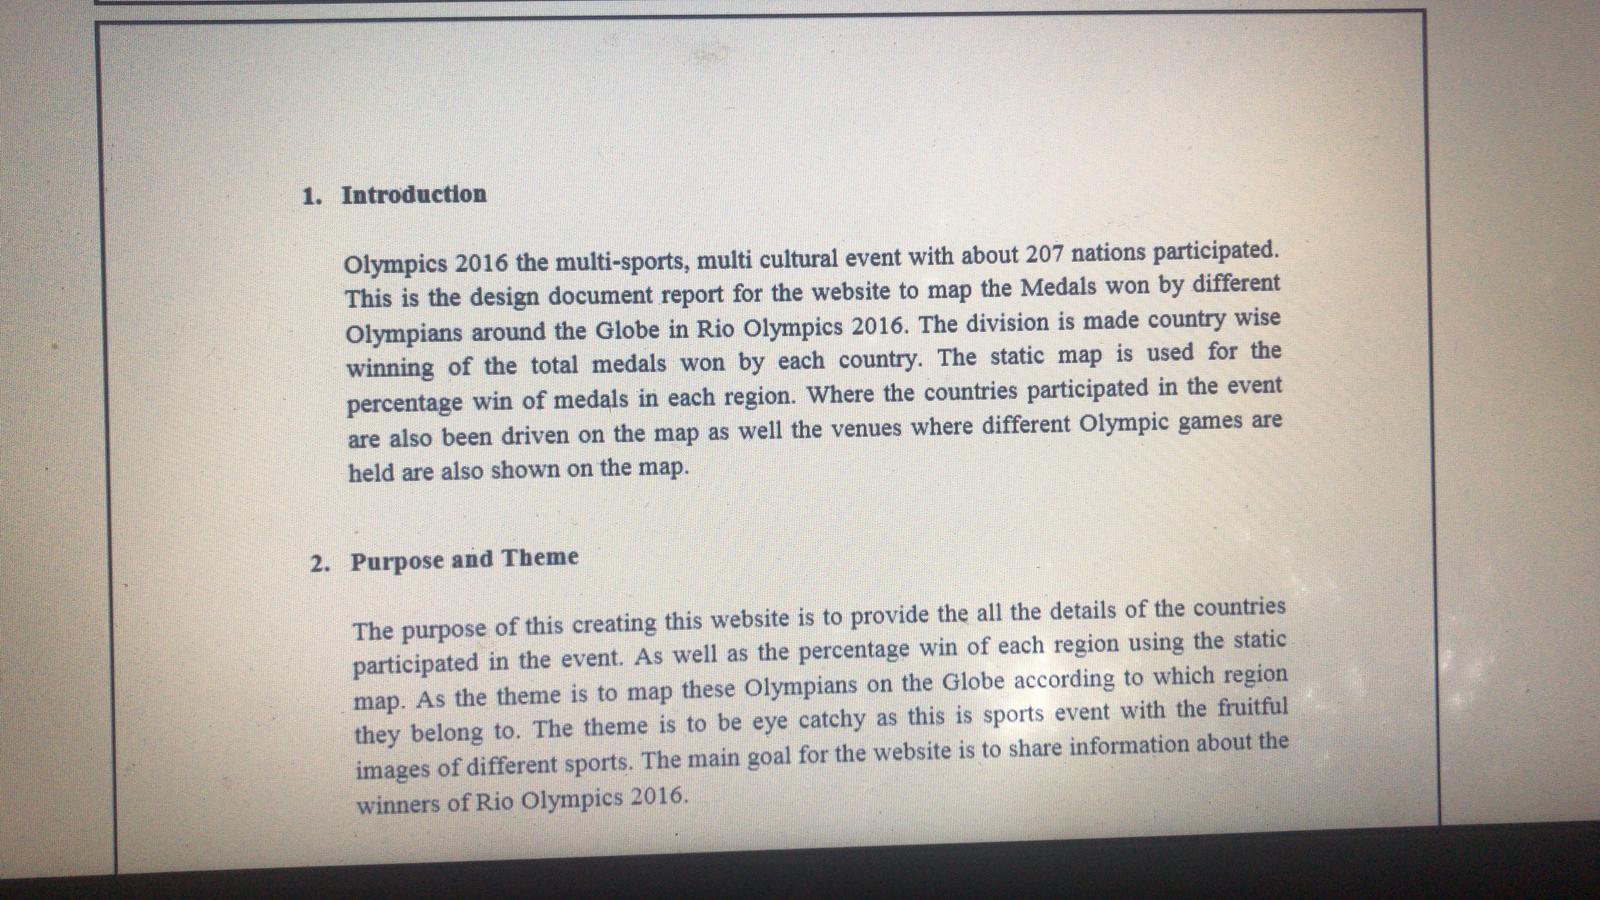 1. Introduction
Olympics 2016 the multi-sports, multi cultural event with about 207 nations participated.
This is the design document report for the website to map the Medals won by different
Olympians around the Globe in Rio Olympics 2016. The division is made country wise
winning of the total medals won by each country. The static map is used for the
percentage win of medals in each region. Where the countries participated in the event
are also been driven on the map as well the venues where different Olympic games are
held are also shown on the map.
2. Purpose and Theme
The purpose of this creating this website is to provide the all the details of the countries
participated in the event. As well as the percentage win of each region using the static
map. As the theme is to map these Olympians on the Globe according to which region
they belong to. The theme is to be eye catchy as this is sports event with the fruitful
images of different sports. The main goal for the website is to share information about the
winners of Rio Olympics 2016.